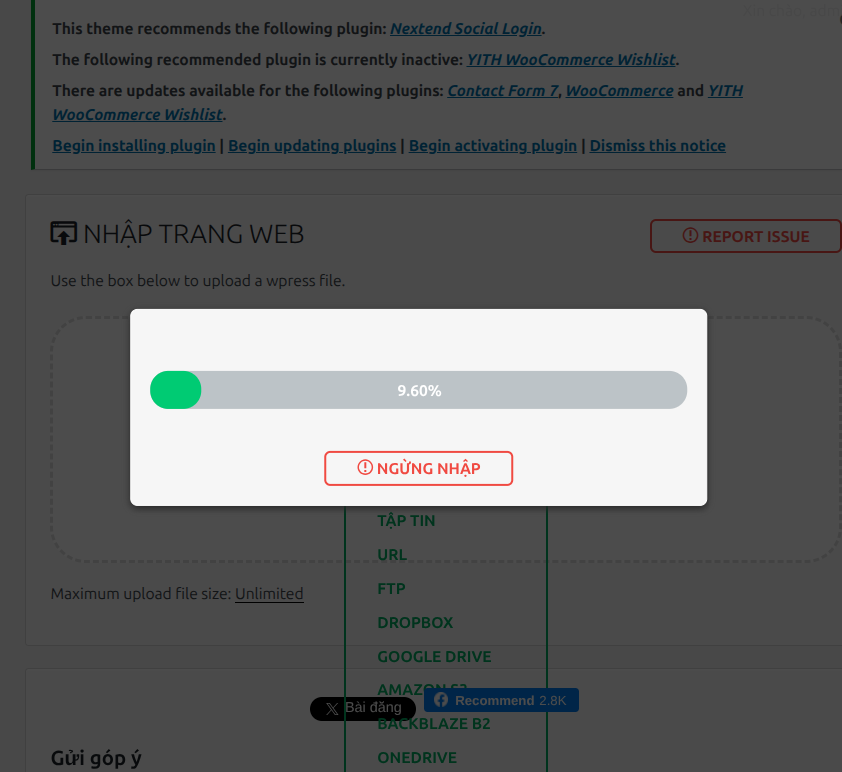 This theme recommends the following plugin: Nextend Social Login.
The following recommended plugin is currently inactive: YITH WooCommerce Wishlist.
There are updates available for the following plugins: Contact Form 7, WooCommerce and YITH
WooCommerce Wishlist.
Begin installing plugin | Begin updating plugins | Begin activating plugin | Dismiss this notice
NHẬP TRANG WEB
REPORT ISSUE
Use the box below to upload a wpress file.
9.60%
NGỪNG NHẬP
TẬP TIN
URL
FTP
Maximum upload file size: Unlimited
DROPBOX
GOOGLE DRIVE
AMAZON S3
Bài đăng
Recommend 2.8K
BACKBLAZE B2
ONEDRIVE
Gửi góp ý